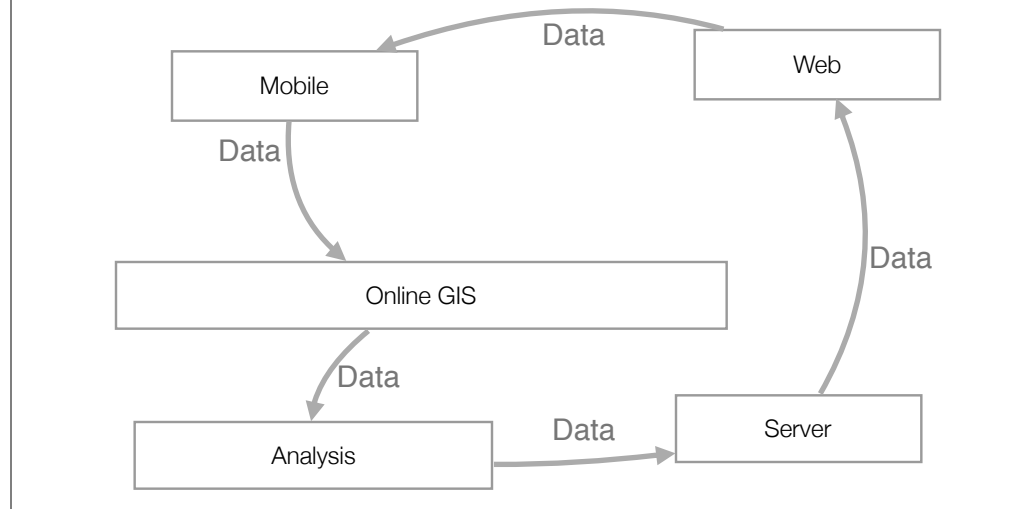 Data
Web
Mobile
Data
Data
Online GIS
Data
Data
Server
Analysis